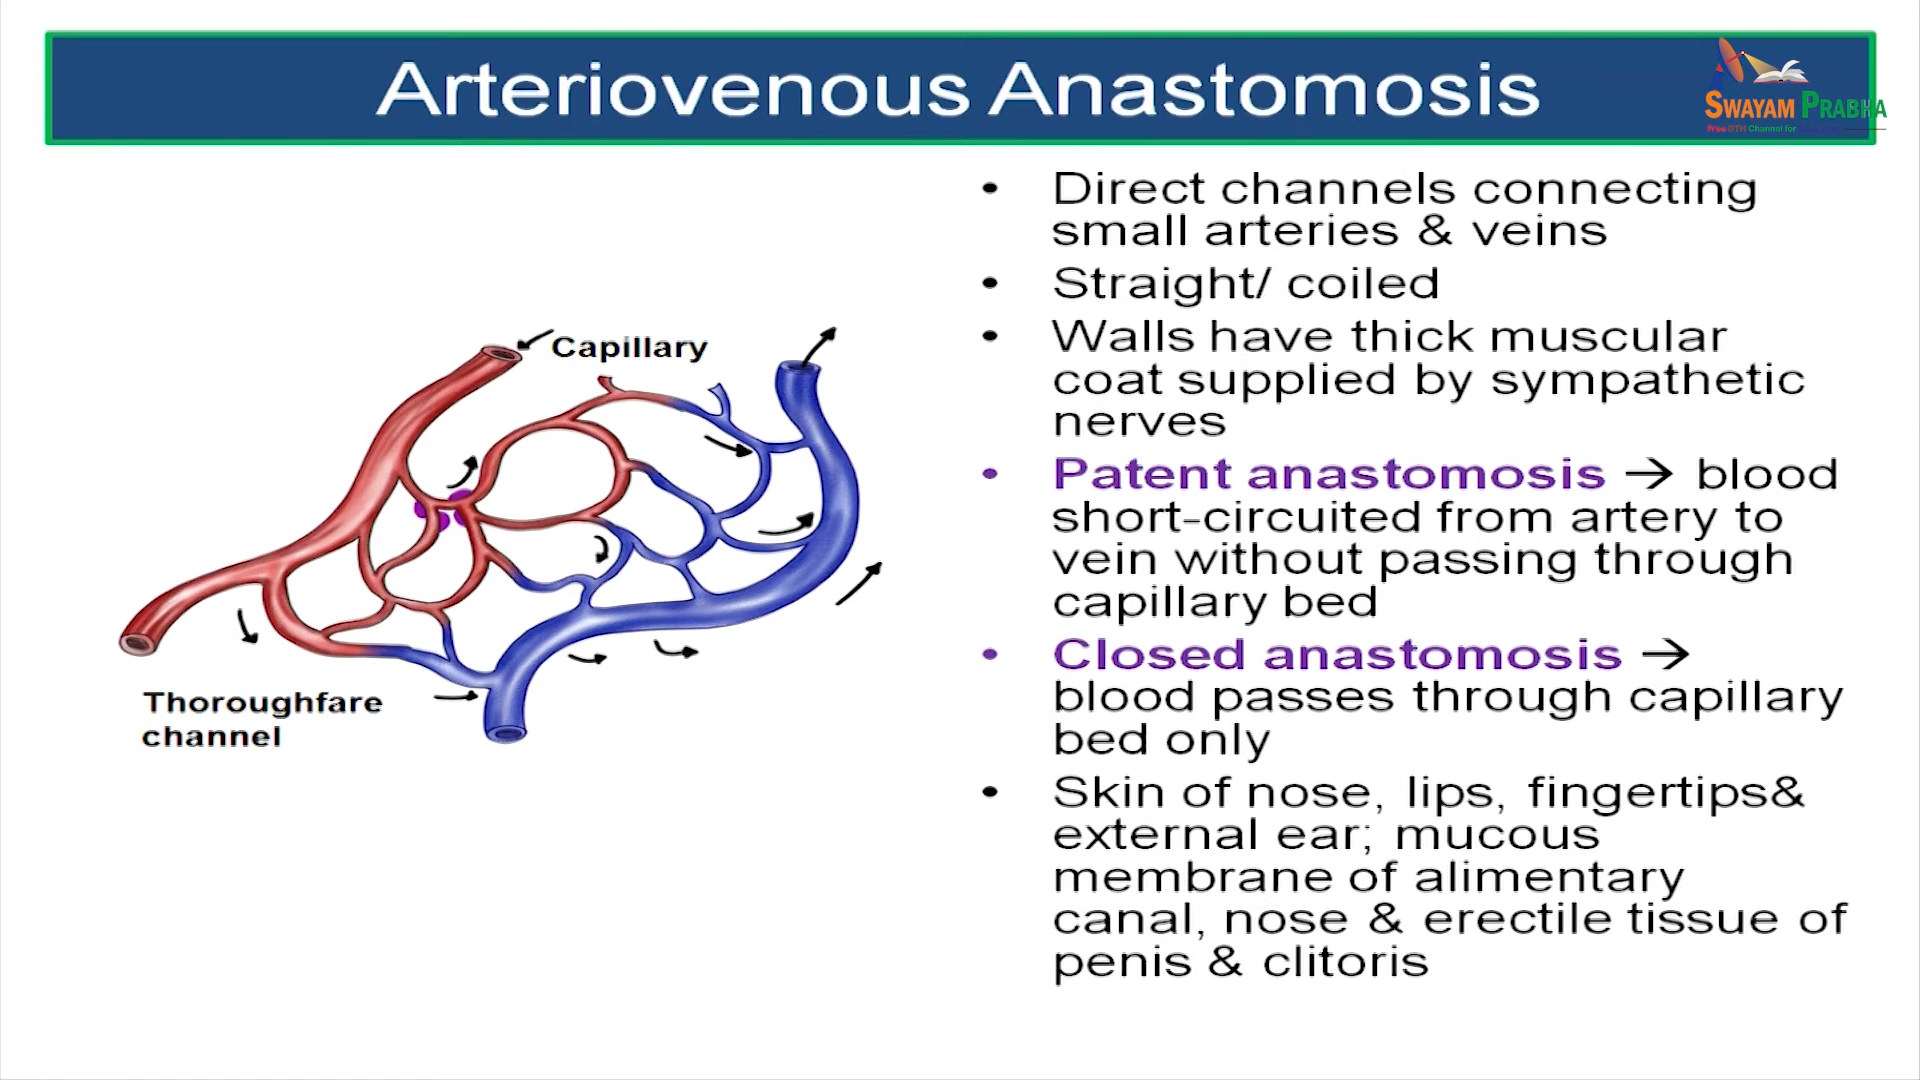 Arteriovenous Anastomosis
SWAYAM PRABHA
Free DTH Channel for
• Direct channels connecting
small arteries & veins
• Straight/ coiled
• Walls have thick muscular
coat supplied by sympathetic
nerves
• Patent anastomosis → blood
short-circuited from artery to
vein without passing through
capillary bed
• Closed anastomosis →
blood passes through capillary
bed only
• Skin of nose, lips, fingertips&
external ear; mucous
membrane of alimentary
canal, nose & erectile tissue of
penis & clitoris
Capillary
Thoroughfare
channel